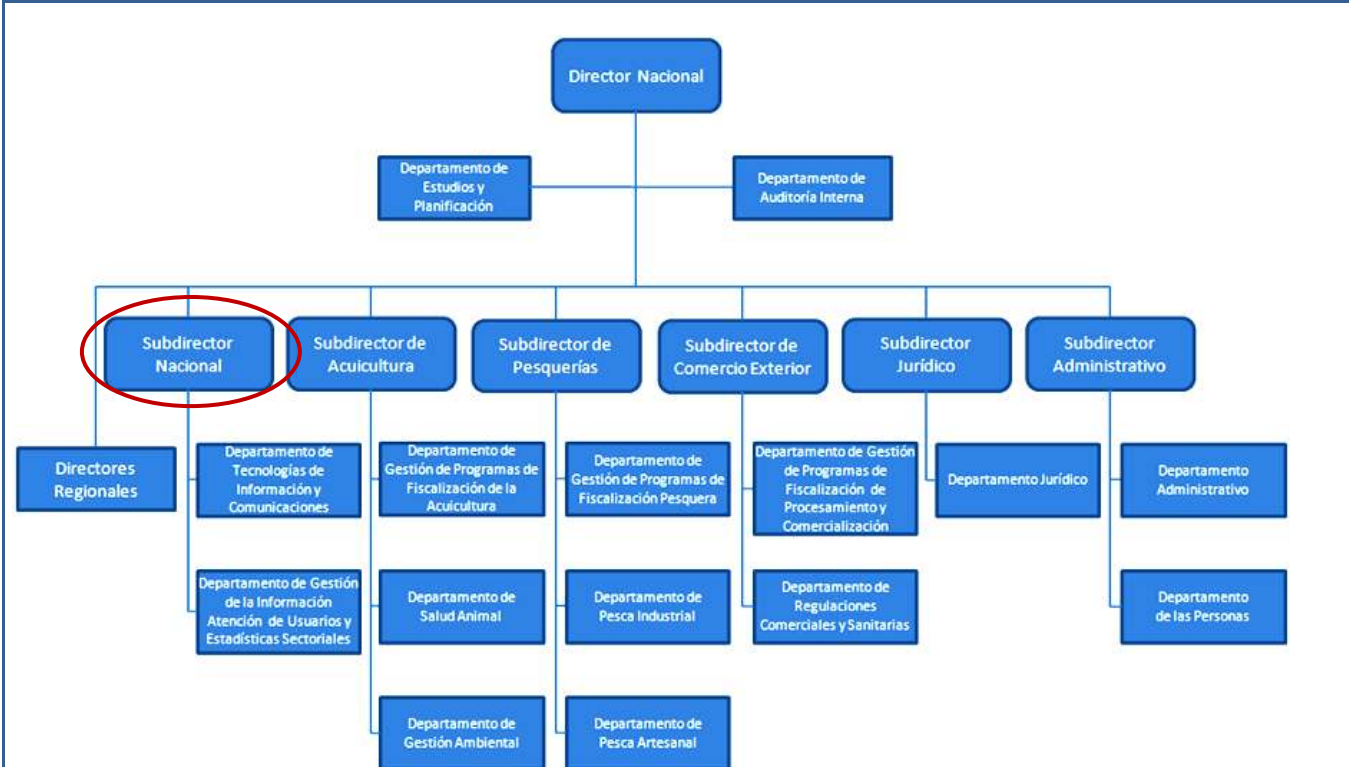 Director Nacional
Departamento de
Estudios y
Planificación
Departamento de
Auditoría Interna
Subdirector
Nacional
Subdirector de
Acuicultura
Subdirector de
Pesquerías
Subdirector de
Comercio Exterior
Subdirector
Jurídico
Subdirector
Administrativo
Directores
Regionales
Departamento de
Tecnologías de
Información y
Comunicaciones
Departamento de
Gestión de Programas de
Fiscalización de la
Acuicultura
Departamento de
Gestión de Programas de
Fiscalización Pesquera
Departamento de Gestión
de Programas de
Fiscalización de
Procesamiento y
Comercialización
Departamento Jurídico
Departamento
Administrativo
Departamento de Gestión
de la Información
Atención de Usuarios y
Estadísticas Sectoriales
Departamento de
Salud Animal
Departamento de
Pesca Industrial
Departamento de
Regulaciones
Comerciales y Sanitarias
Departamento
de las Personas
Departamento de
Gestión Ambiental
Departamento de
Pesca Artesanal